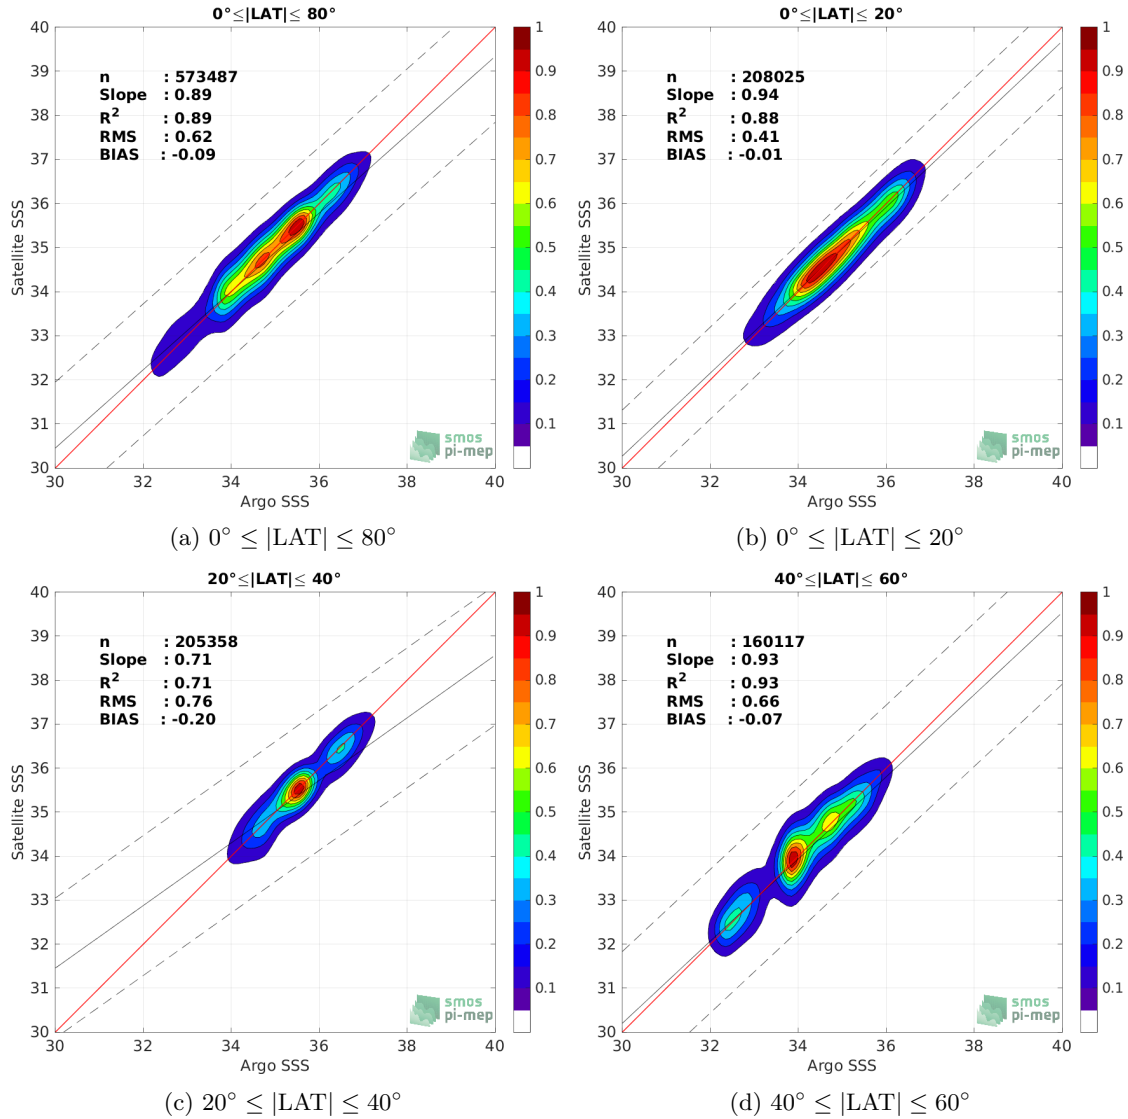 0°≤|LAT|≤ 80°
n : 573487
Slope : 0.89
R² : 0.89
RMS : 0.62
BIAS : -0.09
40
39
38
37
36
35
34
33
32
31
30
Satellite SSS
30 32 34 36 38 40
Argo SSS
1
0.9
0.8
0.7
0.6
0.5
0.4
0.3
0.2
0.1
smos
pi-mep
(a) 0° ≤ |LAT| ≤ 80°
0°≤|LAT|≤ 20°
n : 208025
Slope : 0.94
R² : 0.88
RMS : 0.41
BIAS : -0.01
40
39
38
37
36
35
34
33
32
31
30
Satellite SSS
30 32 34 36 38 40
Argo SSS
1
0.9
0.8
0.7
0.6
0.5
0.4
0.3
0.2
0.1
smos
pi-mep
(b) 0° ≤ |LAT| ≤ 20°
20°≤|LAT|≤ 40°
n : 205358
Slope : 0.71
R² : 0.71
RMS : 0.76
BIAS : -0.20
40
39
38
37
36
35
34
33
32
31
30
Satellite SSS
30 32 34 36 38 40
Argo SSS
1
0.9
0.8
0.7
0.6
0.5
0.4
0.3
0.2
0.1
smos
pi-mep
(c) 20° ≤ |LAT| ≤ 40°
40°≤|LAT|≤ 60°
n : 160117
Slope : 0.93
R² : 0.93
RMS : 0.66
BIAS : -0.07
40
39
38
37
36
35
34
33
32
31
30
Satellite SSS
30 32 34 36 38 40
Argo SSS
1
0.9
0.8
0.7
0.6
0.5
0.4
0.3
0.2
0.1
smos
pi-mep
(d) 40° ≤ |LAT| ≤ 60°